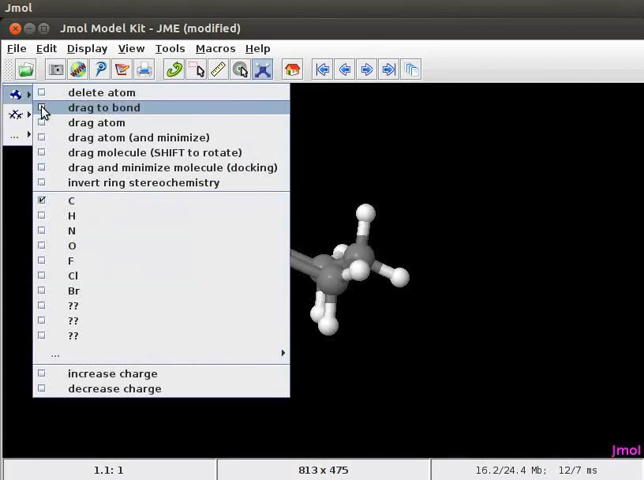 Jmol
Jmol Model Kit - JME (modified)
File Edit Display View Tools Macros Help
delete atom
drag to bond
drag atom
drag atom (and minimize)
drag molecule (SHIFT to rotate)
drag and minimize molecule (docking)
invert ring stereochemistry
...
C
H
N
O
F
Cl
Br
??
??
??
...
increase charge
decrease charge
Jmol
1.1: 1 813 x 475 16.2/24.4 Mb; 12/7 ms